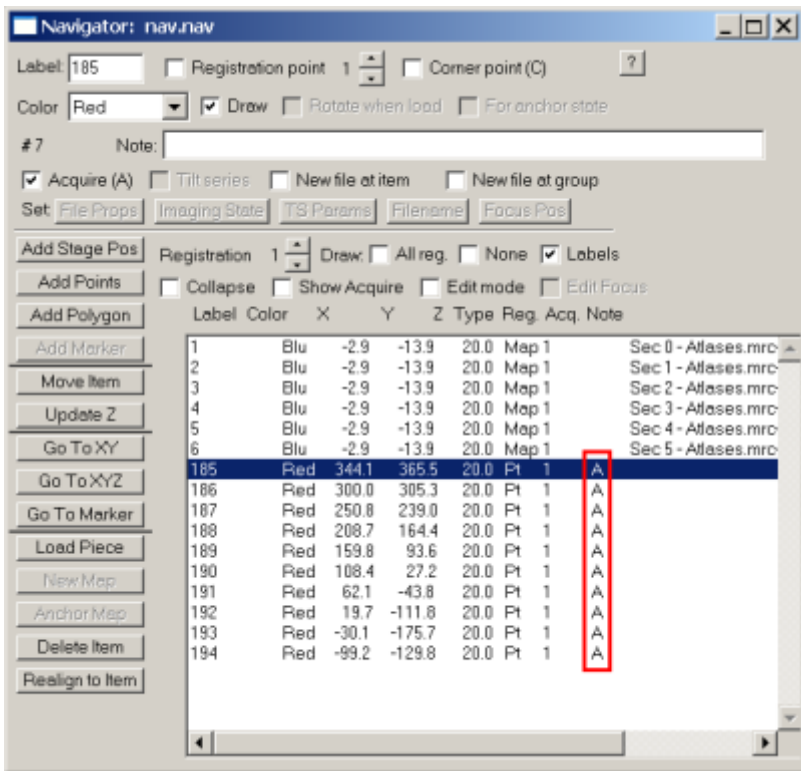 Navigator: nav.nav
Label: 185 Registration point 1 Corner point (C) ?
Color Red Draw Rotate when load For anchor state
# 7 Note:
Acquire (A) Tilt series New file at item New file at group
Set: File Props Imaging State TS Params Filename Focus Pos
Add Stage Pos
Add Points
Add Polygon
Add Marker
Move Item
Update Z
Go To XY
Go To XYZ
Go To Marker
Load Piece
New Map
Anchor Map
Delete Item
Realign to Item
Registration 1 Draw: All reg. None Labels
Collapse Show Acquire Edit mode Edit Focus
Label Color X Y Z Type Reg. Acq. Note
1 Blu -2.9 -13.9 20.0 Map 1 Sec 0 - Atlases.mrc
2 Blu -2.9 -13.9 20.0 Map 1 Sec 1 - Atlases.mrc
3 Blu -2.9 -13.9 20.0 Map 1 Sec 2 - Atlases.mrc
4 Blu -2.9 -13.9 20.0 Map 1 Sec 3 - Atlases.mrc
5 Blu -2.9 -13.9 20.0 Map 1 Sec 4 - Atlases.mrc
6 Blu -2.9 -13.9 20.0 Map 1 Sec 5 - Atlases.mrc
185 Red 344.1 365.5 20.0 Pt 1 A
186 Red 300.0 305.3 20.0 Pt 1 A
187 Red 250.8 239.0 20.0 Pt 1 A
188 Red 208.7 164.4 20.0 Pt 1 A
189 Red 159.8 93.6 20.0 Pt 1 A
190 Red 108.4 27.2 20.0 Pt 1 A
191 Red 62.1 -43.8 20.0 Pt 1 A
192 Red 19.7 -111.8 20.0 Pt 1 A
193 Red -30.1 -175.7 20.0 Pt 1 A
194 Red -99.2 -129.8 20.0 Pt 1 A